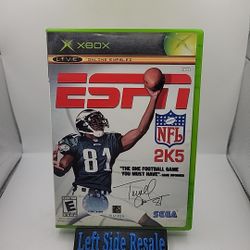 XBOX
LIVE ONLINE ENABLED
ESPN
NFL
2K5
81
"THE ONE FOOTBALL GAME
YOU MUST HAVE"
E
SEGA
Left Side Resale